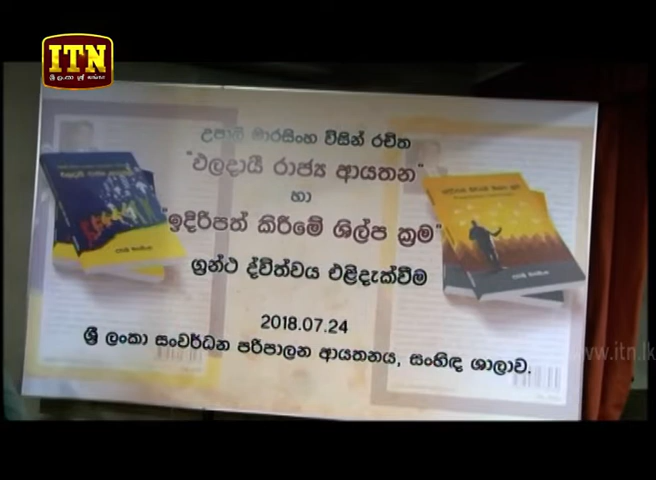 ITN
ශ්‍රී ලංකා
උපාලි මාරසිංහ විසින් රචිත
"ඵලදායී රාජ්‍ය ආයතන"
හා
"ඉදිරිපත් කිරීමේ ශිල්ප ක්‍රම"
ග්‍රන්ථ ද්විත්වය එළිදැක්වීම
2018.07.24
ශ්‍රී ලංකා සංවර්ධන පරිපාලන ආයතනය, සංහිඳ ශාලාව.
www.itn.lk